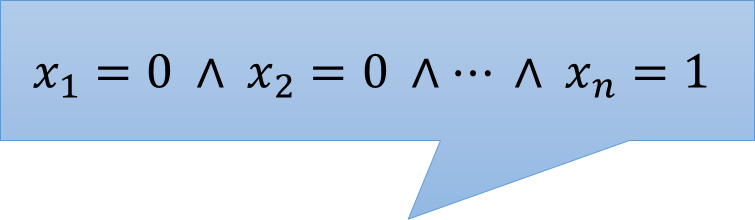 x₁ = 0 ∧ x₂ = 0 ∧ ⋯ ∧ xₙ = 1